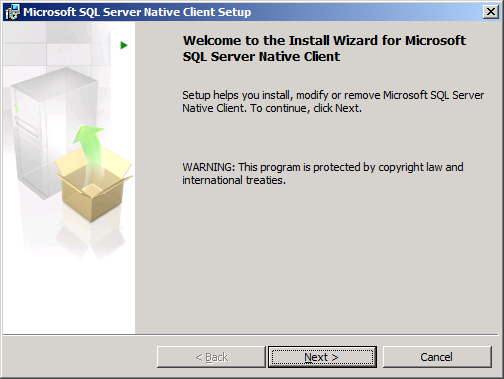 Microsoft SQL Server Native Client Setup
Welcome to the Install Wizard for Microsoft
SQL Server Native Client
Setup helps you install, modify or remove Microsoft SQL Server
Native Client. To continue, click Next.
WARNING: This program is protected by copyright law and
international treaties.
< Back
Next >
Cancel